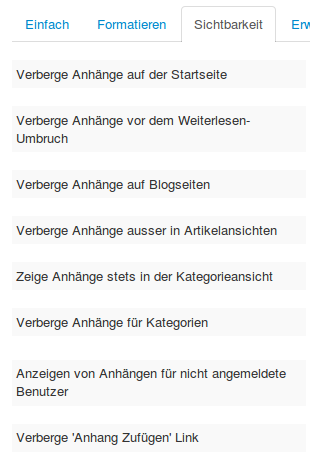 Einfach Formatieren Sichtbarkeit Erw
Verberge Anhänge auf der Startseite
Verberge Anhänge vor dem Weiterlesen-
Umbruch
Verberge Anhänge auf Blogseiten
Verberge Anhänge ausser in Artikelansichten
Zeige Anhänge stets in der Kategorieansicht
Verberge Anhänge für Kategorien
Anzeigen von Anhängen für nicht angemeldete
Benutzer
Verberge 'Anhang Zufügen' Link